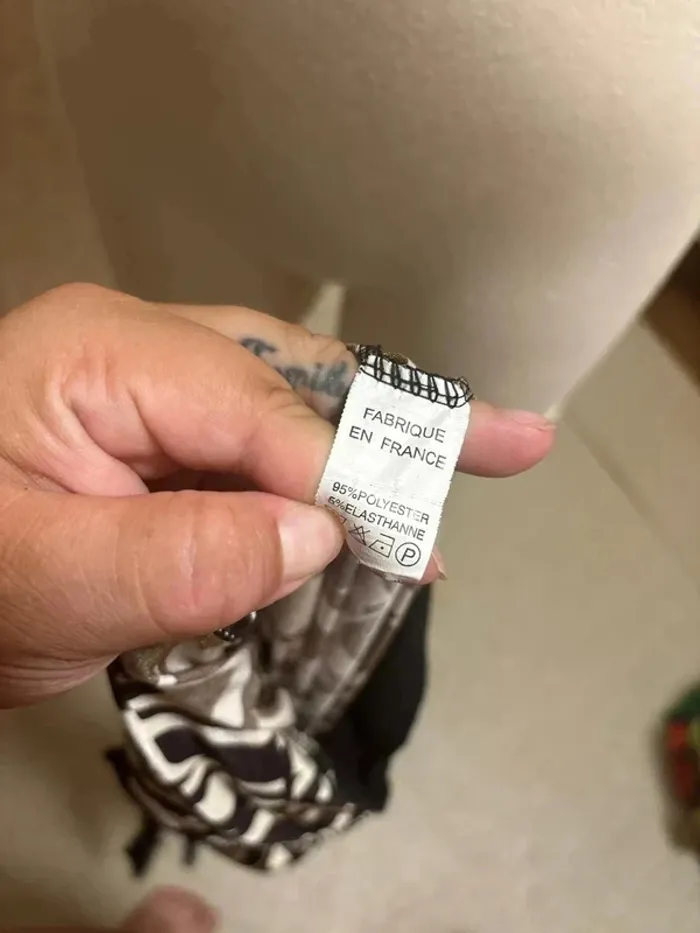 FABRIQUE
EN FRANCE
95%POLYESTER
5%ELASTHANNE
P